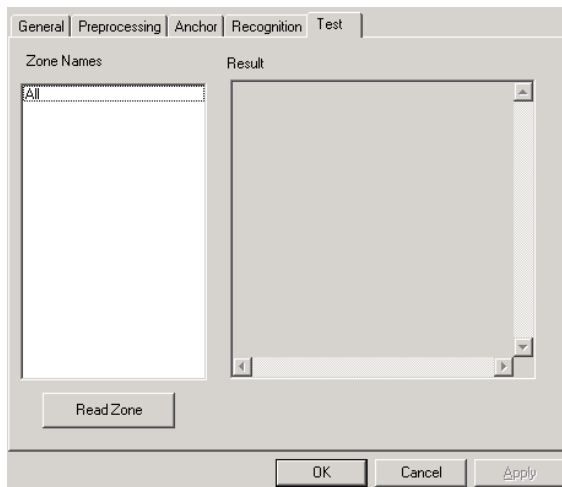 General Preprocessing Anchor Recognition Test
Zone Names Result
All
Read Zone
OK Cancel Apply